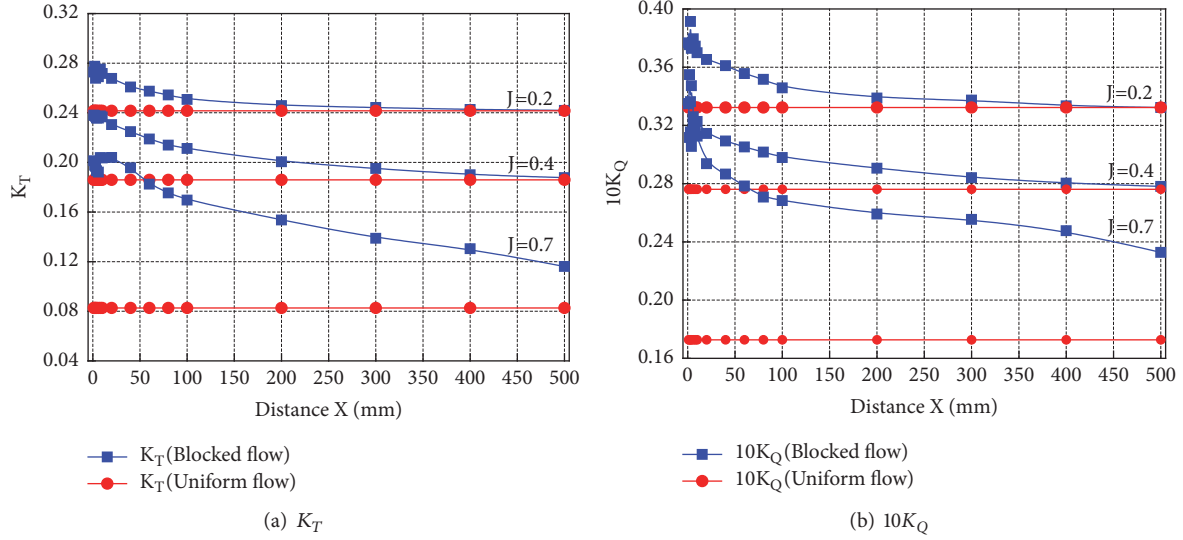 0.32
0.28
0.24
0.20
0.16
0.12
0.08
0.04
K_T
J=0.2
J=0.4
J=0.7
0 50 100 150 200 250 300 350 400 450 500
Distance X (mm)
K_T (Blocked flow)
K_T (Uniform flow)
(a) K_T
0.40
0.36
0.32
0.28
0.24
0.20
0.16
10K_Q
J=0.2
J=0.4
J=0.7
0 50 100 150 200 250 300 350 400 450 500
Distance X (mm)
10K_Q (Blocked flow)
10K_Q (Uniform flow)
(b) 10K_Q